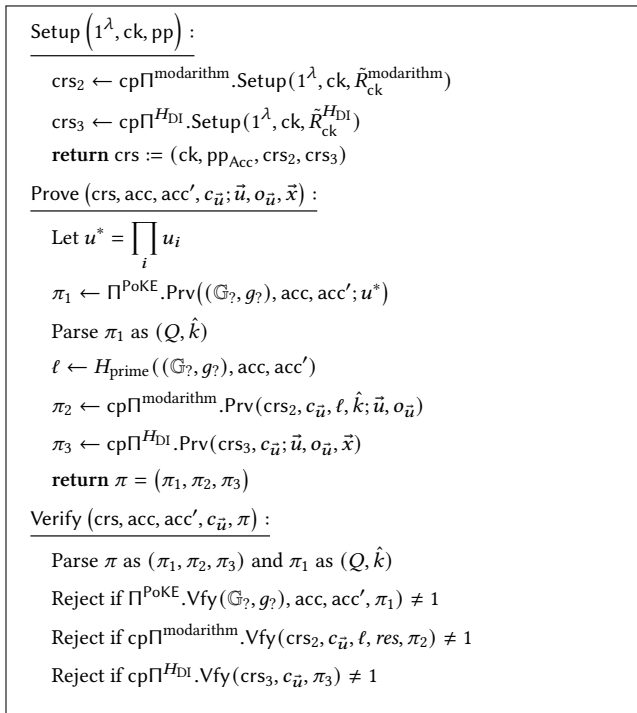 Setup (1^λ, ck, pp) :
crs₂ ← cpΠ^modarithm.Setup(1^λ, ck, R̃_ck^modarithm)
crs₃ ← cpΠ^{H_DI}.Setup(1^λ, ck, R̃_ck^{H_DI})
return crs := (ck, pp_Acc, crs₂, crs₃)
Prove (crs, acc, acc′, c_u⃗; u⃗, o_u⃗, x⃗) :
Let u* = ∏_i u_i
π₁ ← Π^PoKE.Prv((𝔾_?, g_?), acc, acc′; u*)
Parse π₁ as (Q, k̂)
ℓ ← H_prime((𝔾_?, g_?), acc, acc′)
π₂ ← cpΠ^modarithm.Prv(crs₂, c_u⃗, ℓ, k̂; u⃗, o_u⃗)
π₃ ← cpΠ^{H_DI}.Prv(crs₃, c_u⃗; u⃗, o_u⃗, x⃗)
return π = (π₁, π₂, π₃)
Verify (crs, acc, acc′, c_u⃗, π) :
Parse π as (π₁, π₂, π₃) and π₁ as (Q, k̂)
Reject if Π^PoKE.Vfy(𝔾_?, g_?), acc, acc′, π₁) ≠ 1
Reject if cpΠ^modarithm.Vfy(crs₂, c_u⃗, ℓ, res, π₂) ≠ 1
Reject if cpΠ^{H_DI}.Vfy(crs₃, c_u⃗, π₃) ≠ 1